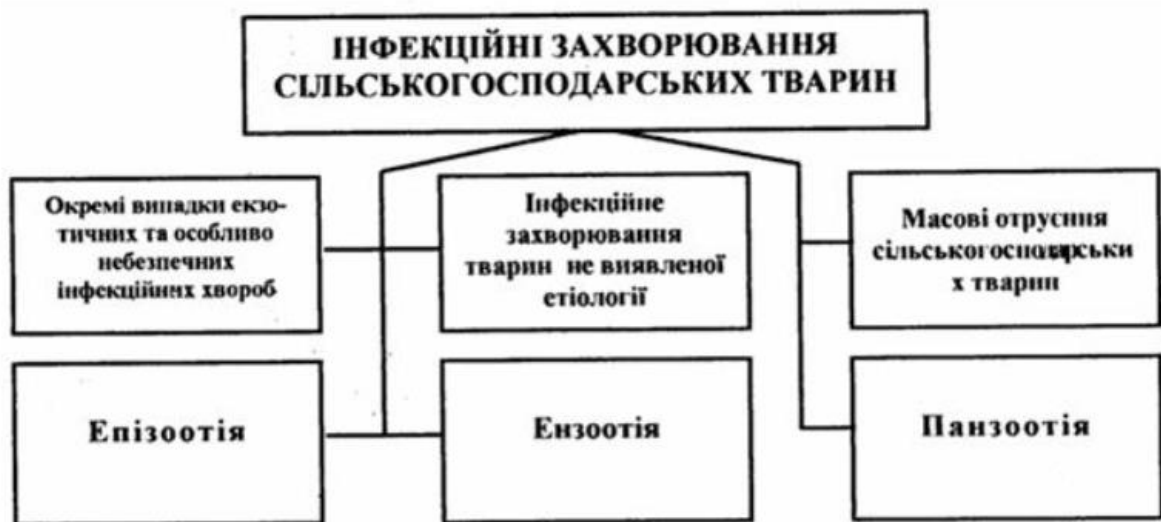 ІНФЕКЦІЙНІ ЗАХВОРЮВАННЯ
СІЛЬСЬКОГОСПОДАРСЬКИХ ТВАРИН
Окремі випадки екзо-
тичних та особливо
небезпечних
інфекційних хвороб
Інфекційне
захворювання
тварин не виявленої
етіології
Масові отруєння
сільськогосподарськи
х тварин
Епізоотія
Ензоотія
Панзоотія